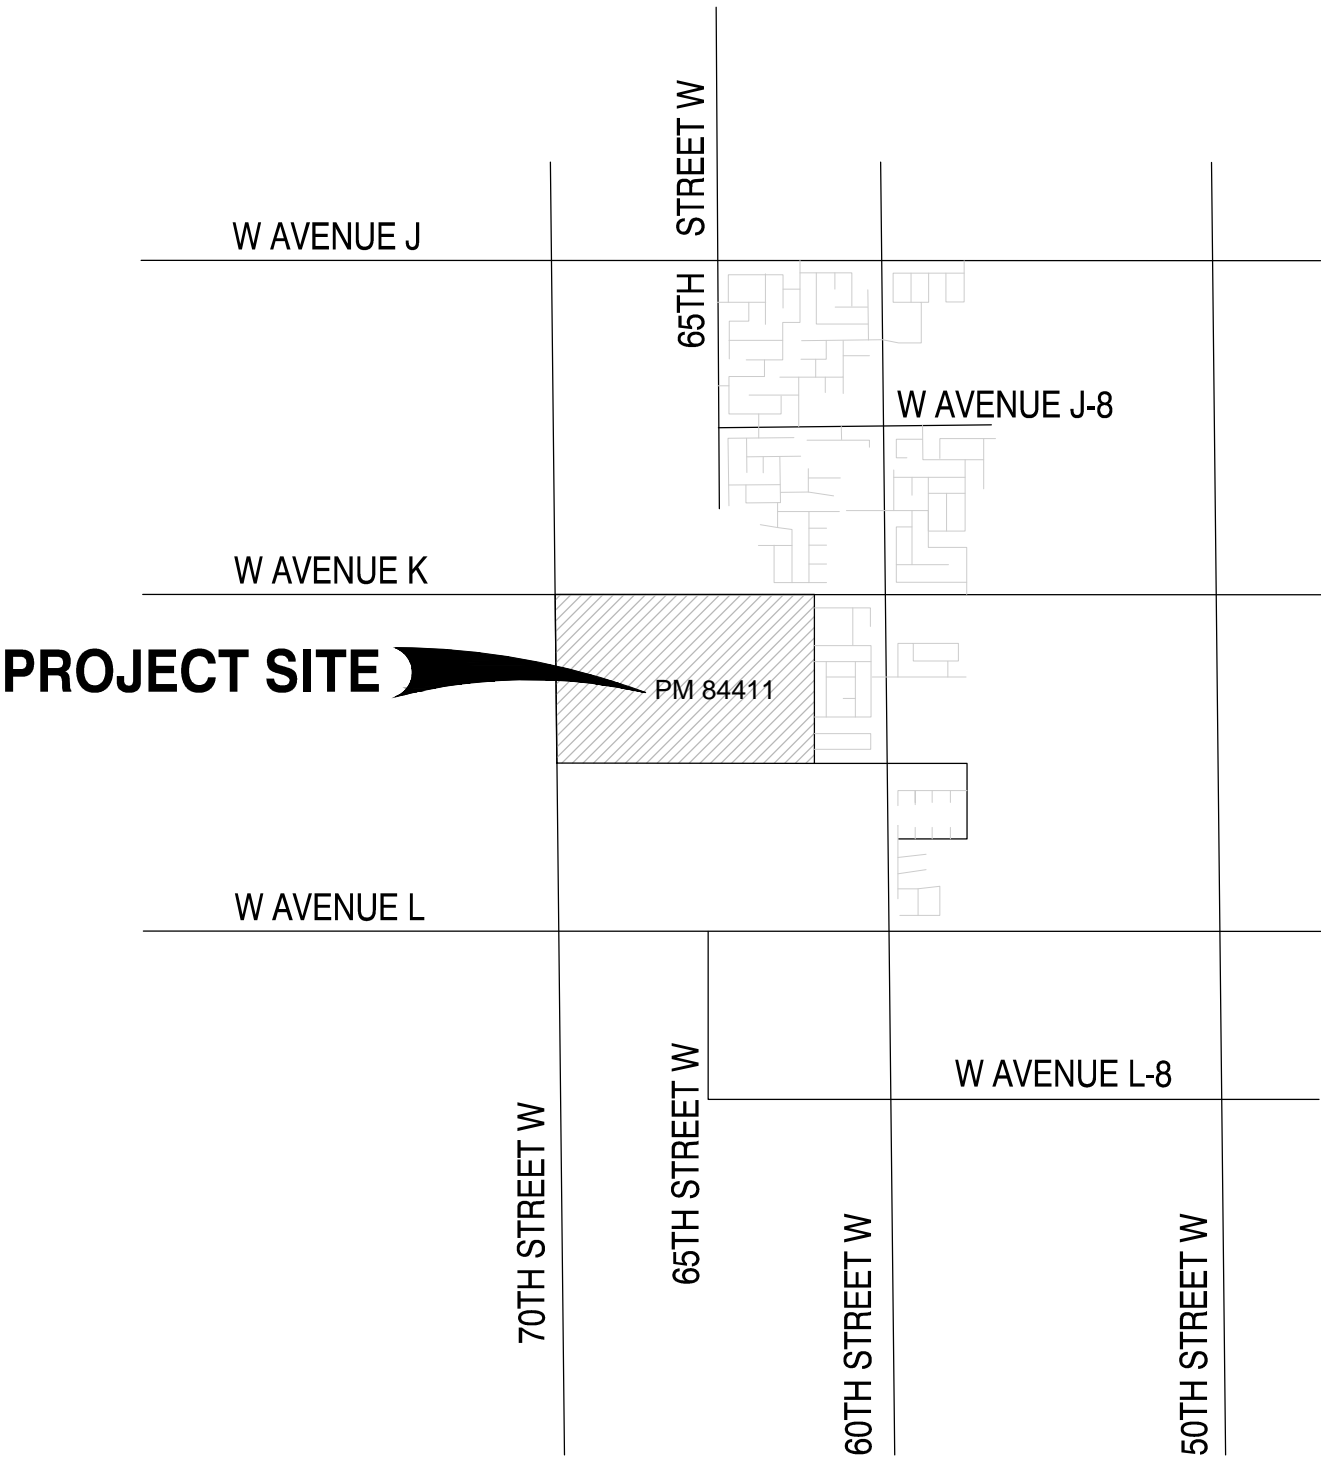 65TH STREET W
W AVENUE J
W AVENUE J-8
W AVENUE K
PROJECT SITE
PM 84411
W AVENUE L
W AVENUE L-8
70TH STREET W
65TH STREET W
60TH STREET W
50TH STREET W